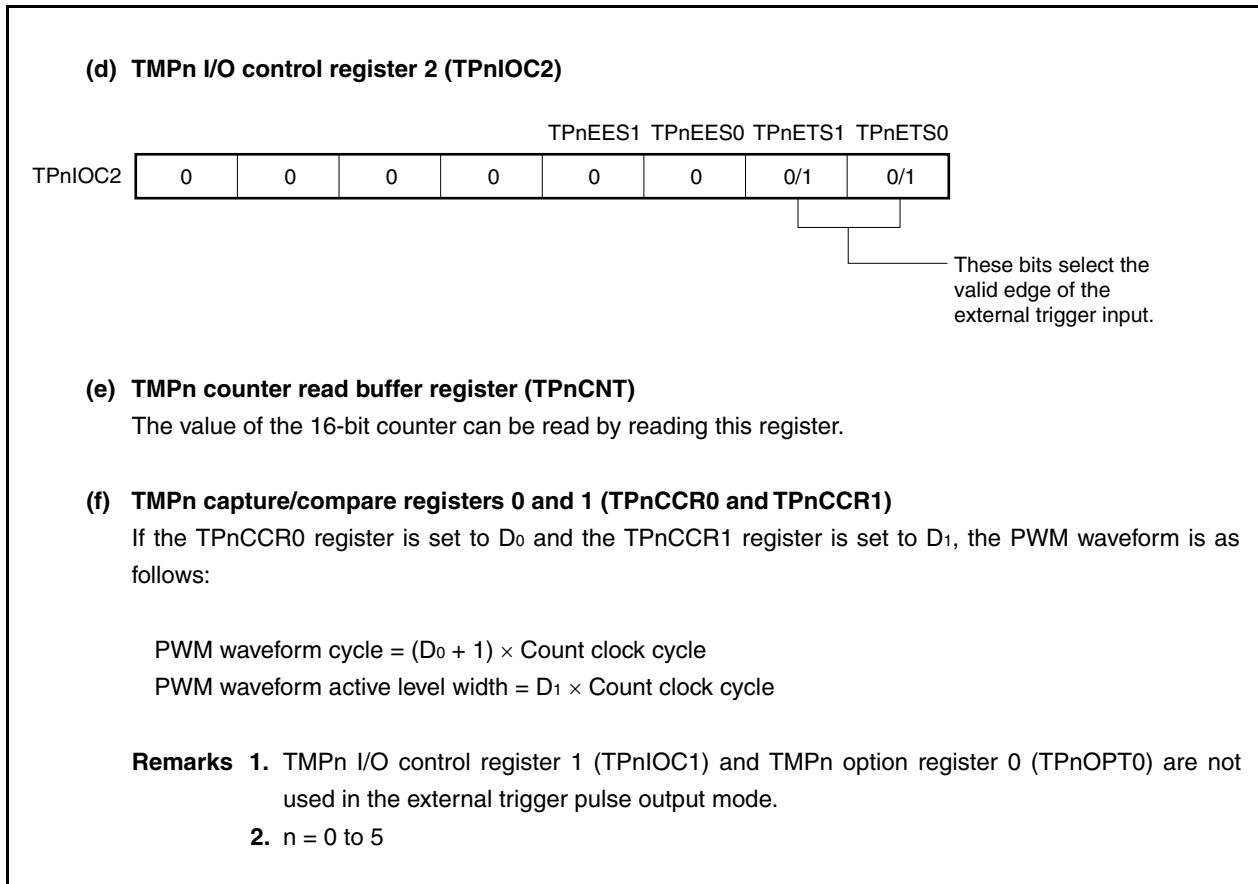 (d) TMPn I/O control register 2 (TPnIOC2)
TPnEES1 TPnEES0 TPnETS1 TPnETS0
TPnIOC2 0 0 0 0 0 0 0/1 0/1
These bits select the
valid edge of the
external trigger input.
(e) TMPn counter read buffer register (TPnCNT)
The value of the 16-bit counter can be read by reading this register.
(f) TMPn capture/compare registers 0 and 1 (TPnCCR0 and TPnCCR1)
If the TPnCCR0 register is set to D0 and the TPnCCR1 register is set to D1, the PWM waveform is as
follows:
PWM waveform cycle = (D0 + 1) × Count clock cycle
PWM waveform active level width = D1 × Count clock cycle
Remarks 1. TMPn I/O control register 1 (TPnIOC1) and TMPn option register 0 (TPnOPT0) are not
used in the external trigger pulse output mode.
2. n = 0 to 5